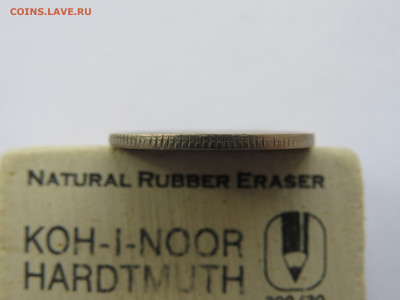 COINS.LAVE.RU
NATURAL RUBBER ERASER
KOH-I-NOOR
HARDTMUTH